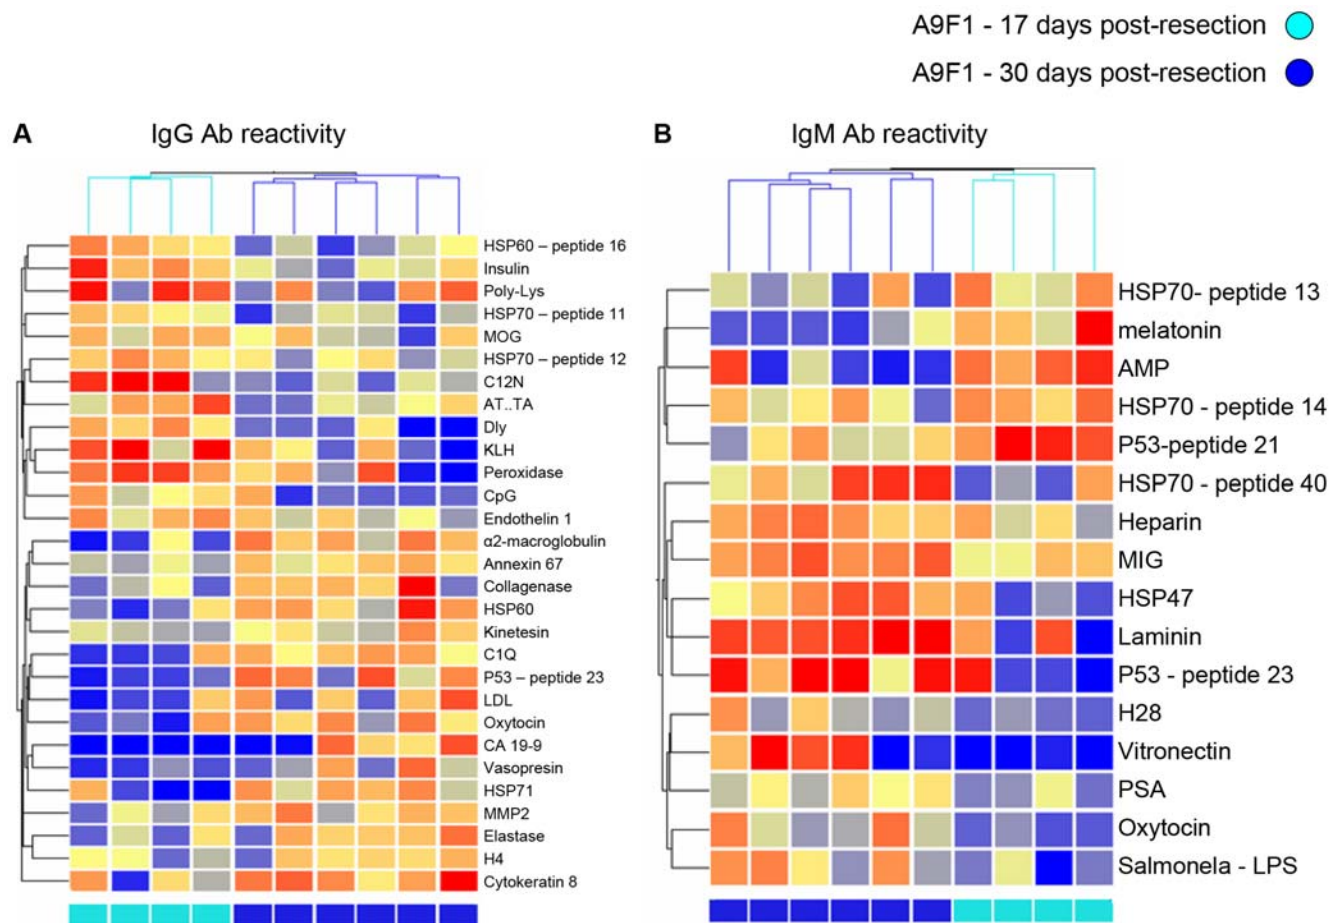 A9F1 - 17 days post-resection
A9F1 - 30 days post-resection
A
IgG Ab reactivity
HSP60 – peptide 16
Insulin
Poly-Lys
HSP70 – peptide 11
MOG
HSP70 – peptide 12
C12N
AT..TA
Dly
KLH
Peroxidase
CpG
Endothelin 1
α2-macroglobulin
Annexin 67
Collagenase
HSP60
Kinetesin
C1Q
P53 – peptide 23
LDL
Oxytocin
CA 19-9
Vasopresin
HSP71
MMP2
Elastase
H4
Cytokeratin 8
B
IgM Ab reactivity
HSP70- peptide 13
melatonin
AMP
HSP70 - peptide 14
P53-peptide 21
HSP70 - peptide 40
Heparin
MIG
HSP47
Laminin
P53 - peptide 23
H28
Vitronectin
PSA
Oxytocin
Salmonela - LPS